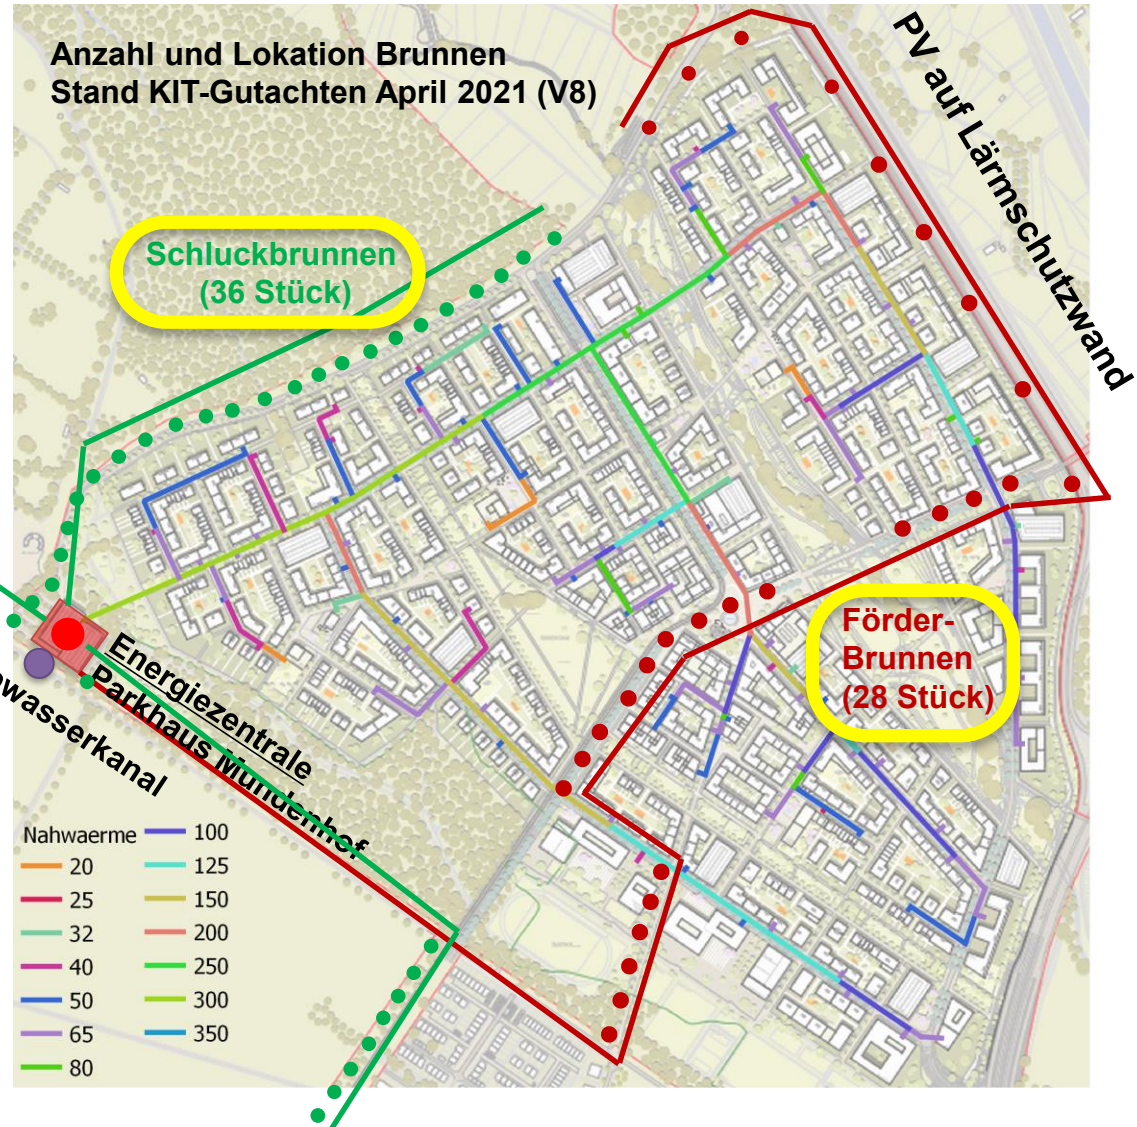 Anzahl und Lokation Brunnen
Stand KIT-Gutachten April 2021 (V8)
PV auf Lärmschutzwand
Schluckbrunnen
(36 Stück)
Förder-
Brunnen
(28 Stück)
Energiezentrale
Parkhaus Mundenhof
wasserkanal
Nahwaerme
20
25
32
40
50
65
80
100
125
150
200
250
300
350